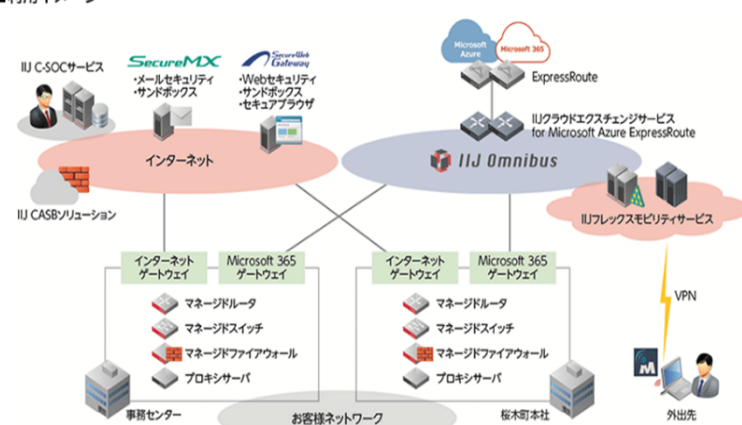 ■利用イメージ
Microsoft
Azure
Microsoft 365
ExpressRoute
IIJ C-SOCサービス
SecureMX
・メールセキュリティ
・サンドボックス
SecureWeb
Gateway
・Webセキュリティ
・サンドボックス
・セキュアブラウザ
IIJクラウドエクスチェンジサービス
for Microsoft Azure ExpressRoute
インターネット
IIJ Omnibus
IIJ CASBソリューション
IIJフレックスモビリティサービス
インターネット
ゲートウェイ
Microsoft 365
ゲートウェイ
インターネット
ゲートウェイ
Microsoft 365
ゲートウェイ
VPN
マネージドルータ
マネージドスイッチ
マネージドファイアウォール
プロキシサーバ
マネージドルータ
マネージドスイッチ
マネージドファイアウォール
プロキシサーバ
M
事務センター
お客様ネットワーク
桜木町本社
外出先